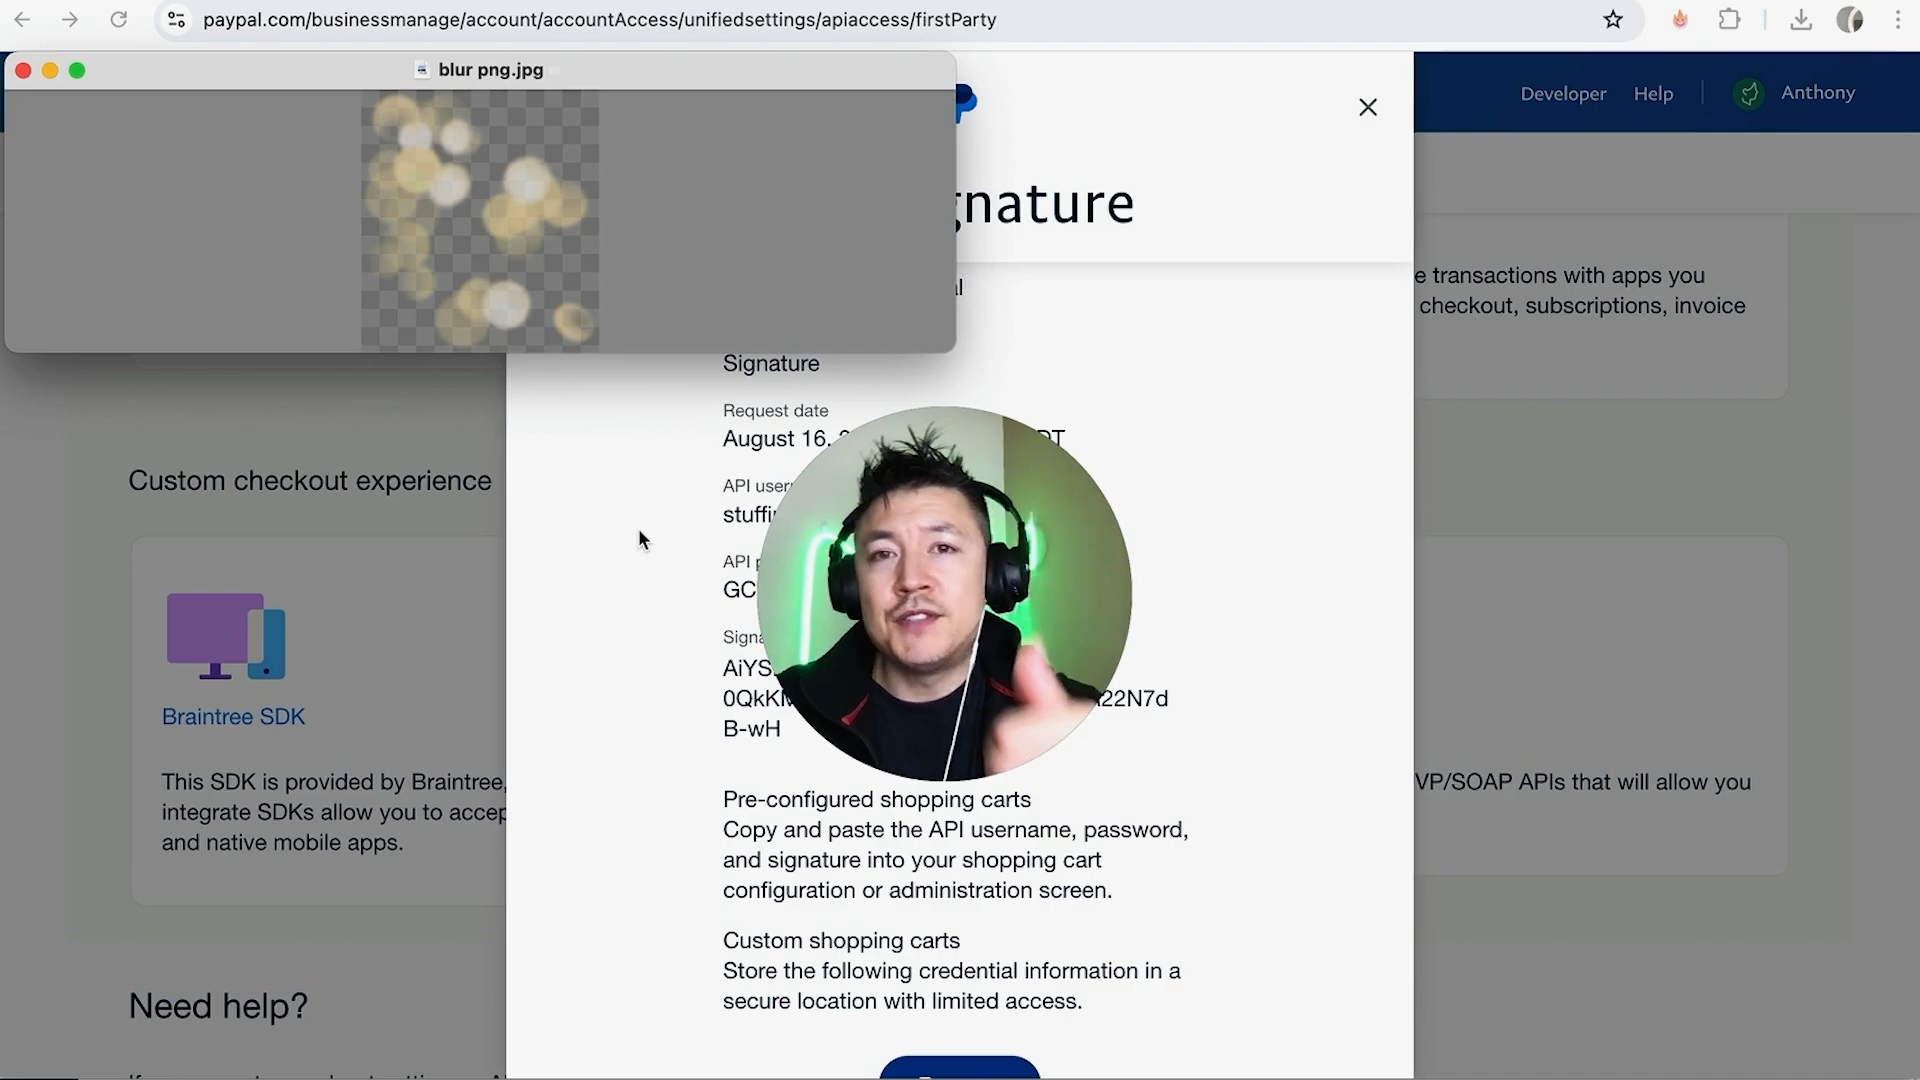 paypal.com/businessmanage/account/accountAccess/unifiedsettings/apiaccess/firstParty
blur png.jpg
Developer
Help
Anthony
gnature
al
e transactions with apps you
checkout, subscriptions, invoice
Signature
Request date
August 16,
DT
API user
stuffi
API p
GC
Signa
AiYS
0QkKM
22N7d
B-wH
Custom checkout experience
Braintree SDK
This SDK is provided by Braintree,
integrate SDKs allow you to accep
and native mobile apps.
VP/SOAP APIs that will allow you
Pre-configured shopping carts
Copy and paste the API username, password,
and signature into your shopping cart
configuration or administration screen.
Custom shopping carts
Store the following credential information in a
secure location with limited access.
Need help?